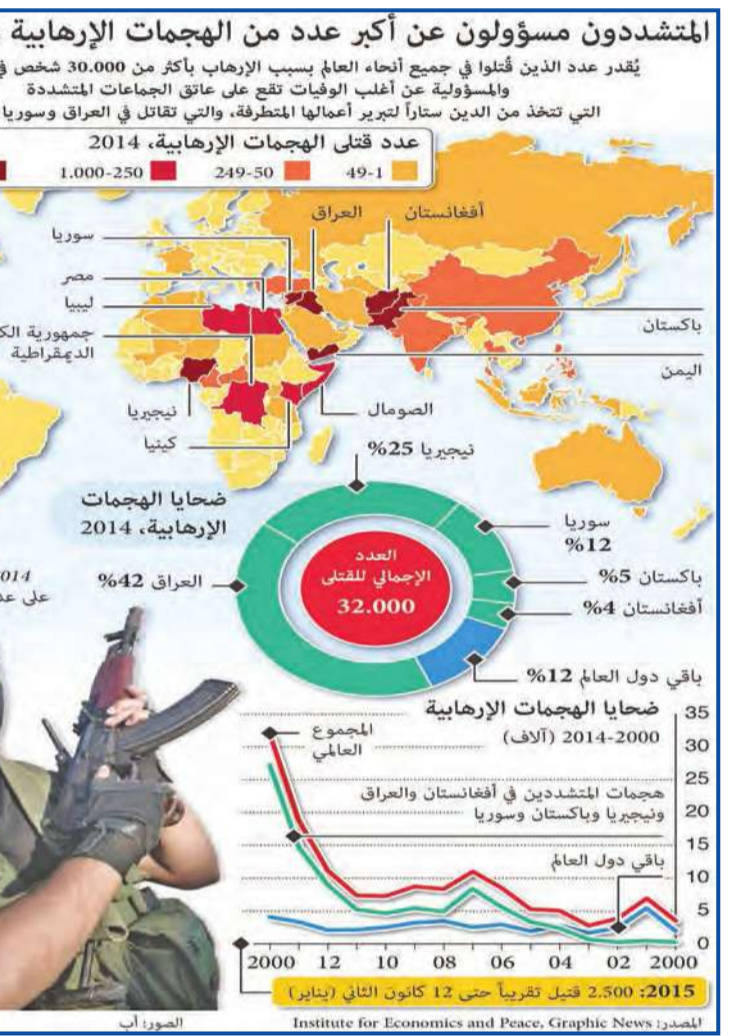 المتشددون مسؤولون عن أكبر عدد من الهجمات الإرهابية
يُقدر عدد الذين قُتلوا في جميع أنحاء العالم بسبب الإرهاب بأكثر من 30.000 شخص
والمسؤولية عن أغلب الوفيات تقع على عاتق الجماعات المتشددة
التي تتخذ من الدين ستاراً لتبرير أعمالها المتطرفة، والتي تقاتل في العراق وسوريا
عدد قتلى الهجمات الإرهابية، 2014
49-1
249-50
1.000-250
أفغانستان
العراق
سوريا
مصر
ليبيا
جمهورية
الديمقراطية
باكستان
اليمن
نيجيريا
الصومال
كينيا
ضحايا الهجمات
الإرهابية، 2014
نيجيريا 25%
سوريا
12%
باكستان 5%
أفغانستان 4%
العراق 42%
باقي دول العالم 12%
العدد
الإجمالي للقتلى
32.000
014
على
ضحايا الهجمات الإرهابية
2000-2014 (آلاف)
المجموع
العالمي
هجمات المتشددين في أفغانستان والعراق
ونيجيريا وباكستان وسوريا
باقي دول العالم
35
30
25
20
15
10
5
0
2000 12 10 08 06 04 02 2000
2015: 2.500 قتيل تقريباً حتى 12 كانون الثاني (يناير)
المصدر: Institute for Economics and Peace, Graphic News
الصور: أب